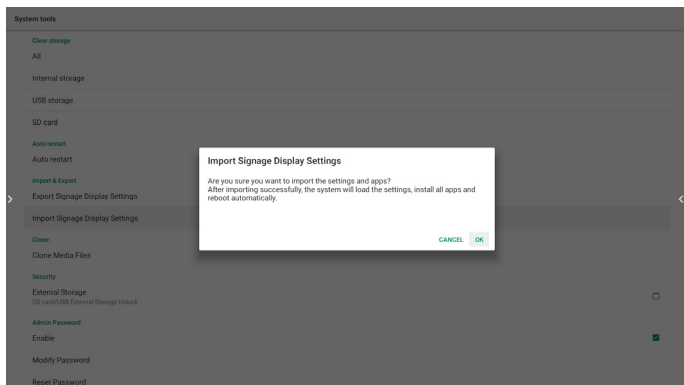 System tools
Clear storage
All
Internal storage
USB storage
SD card
Auto restart
Auto restart
Import & Export
Export Signage Display Settings
Import Signage Display Settings
Clone
Clone Media Files
Security
External Storage
SD card/USB External Storage Unlock
Admin Password
Enable
Modify Password
Reset Password
Import Signage Display Settings
Are you sure you want to import the settings and apps?
After importing successfully, the system will load the settings, install all apps and
reboot automatically.
CANCEL OK